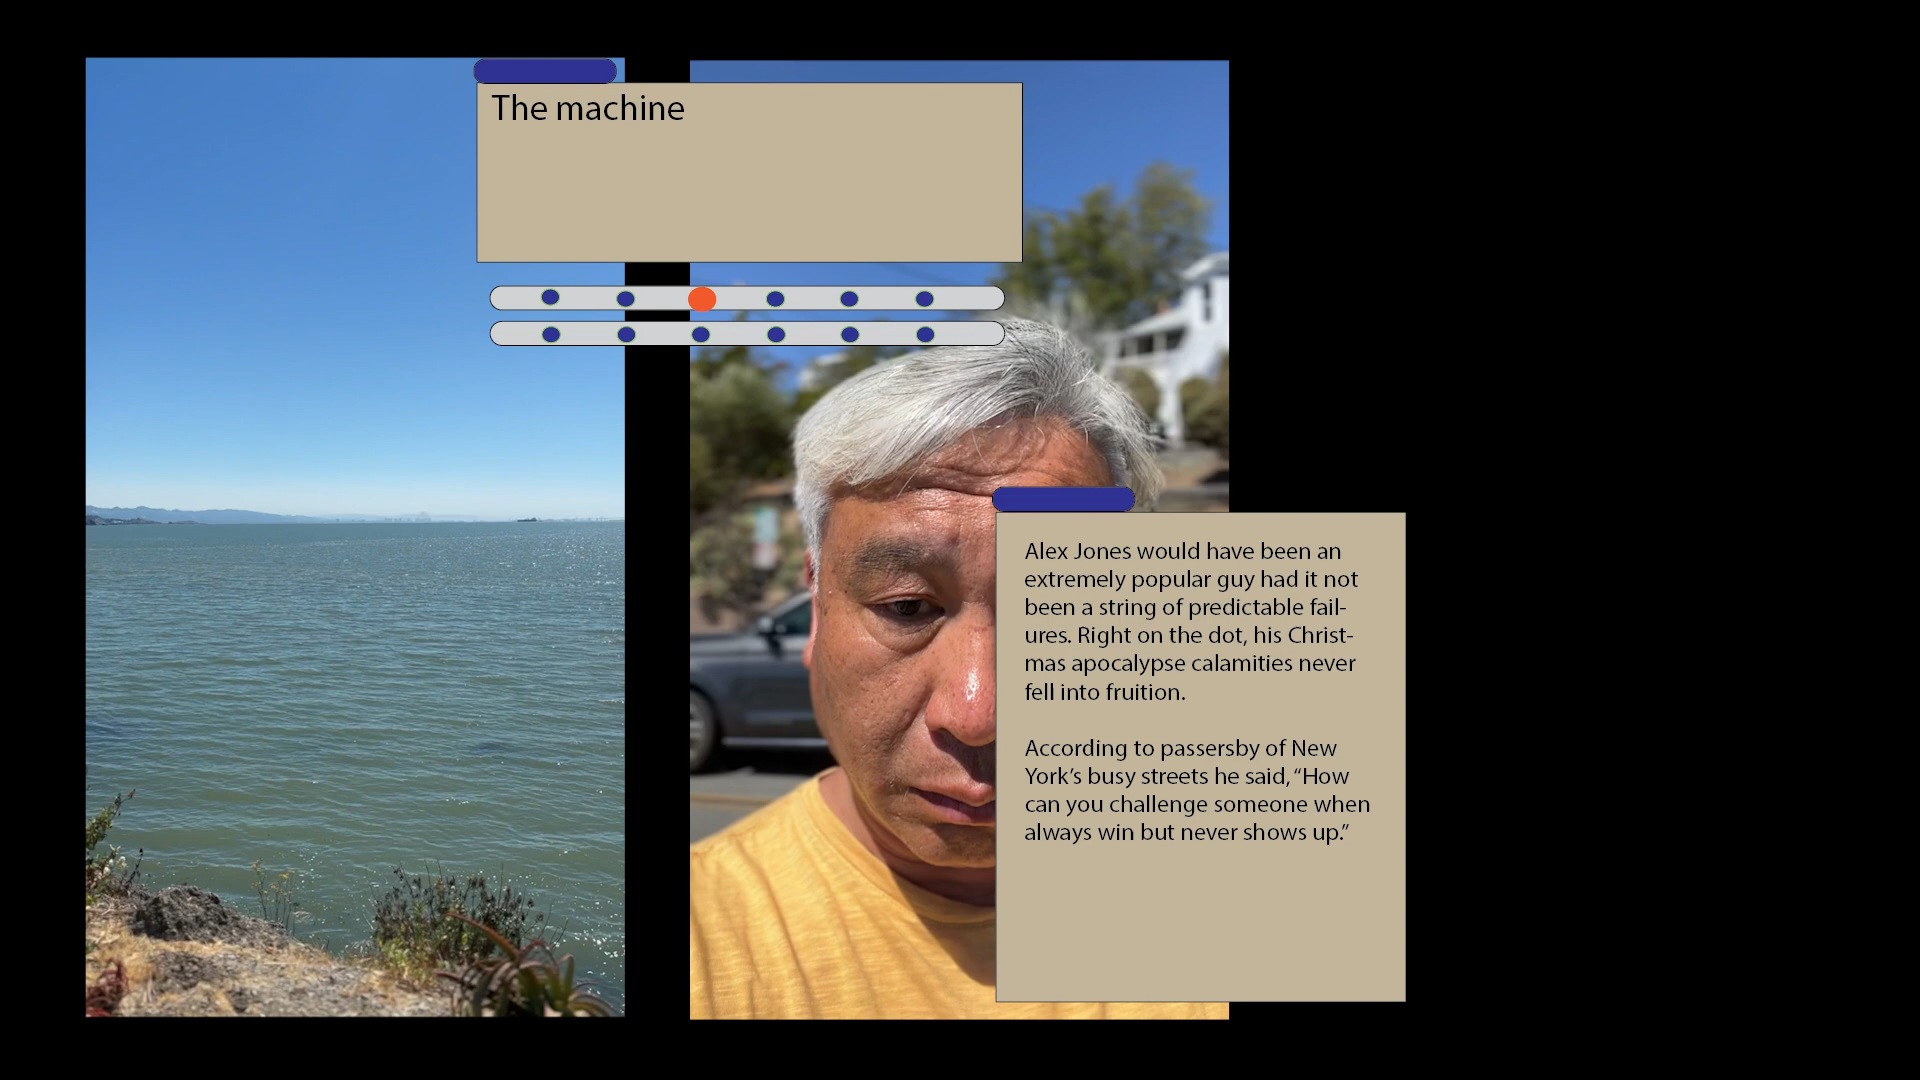 The machine
Alex Jones would have been an
extremely popular guy had it not
been a string of predictable fail-
ures. Right on the dot, his Christ-
mas apocalypse calamities never
fell into fruition.
According to passersby of New
York’s busy streets he said, “How
can you challenge someone when
always win but never shows up.”